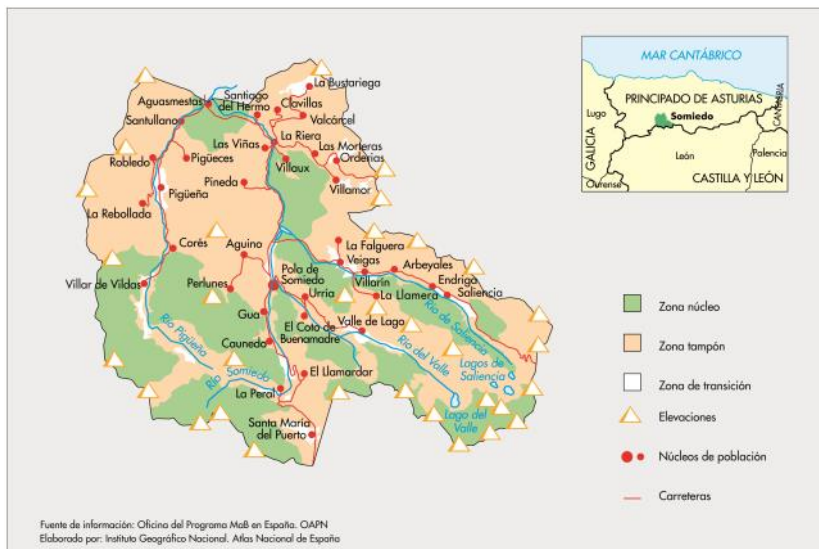 La Bustariega
Aguasmestas
Santiago
del Hermo
Clavillas
Santullano
Valcárcel
La Riera
Las Viñas
Las Morteras
Orderias
Robledo
Pigüeces
Villaux
Pineda
Villamor
Pigüeña
La Rebollada
Corés
Aguino
La Falguera
Veigas
Arbeyales
Villar de Vildas
Perlunes
Pola de
Somiedo
Villarín
Endriga
Urria
La Llamera
Saliencia
Gua
El Coto de
Buenamadre
Valle de Lago
Río de Saliencia
Río Pigüeña
Caunedo
Río del Valle
Lagos de
Saliencia
Río Somiedo
El Llamardar
La Peral
Lago del
Valle
Santa María
del Puerto
MAR CANTÁBRICO
PRINCIPADO DE ASTURIAS
CANTABRIA
Lugo
Somiedo
GALICIA
León
Palencia
Ourense
CASTILLA Y LEÓN
Zona núcleo
Zona tampón
Zona de transición
Elevaciones
Núcleos de población
Carreteras
Fuente de información: Oficina del Programa MaB en España. OAPN
Elaborado por: Instituto Geográfico Nacional. Atlas Nacional de España